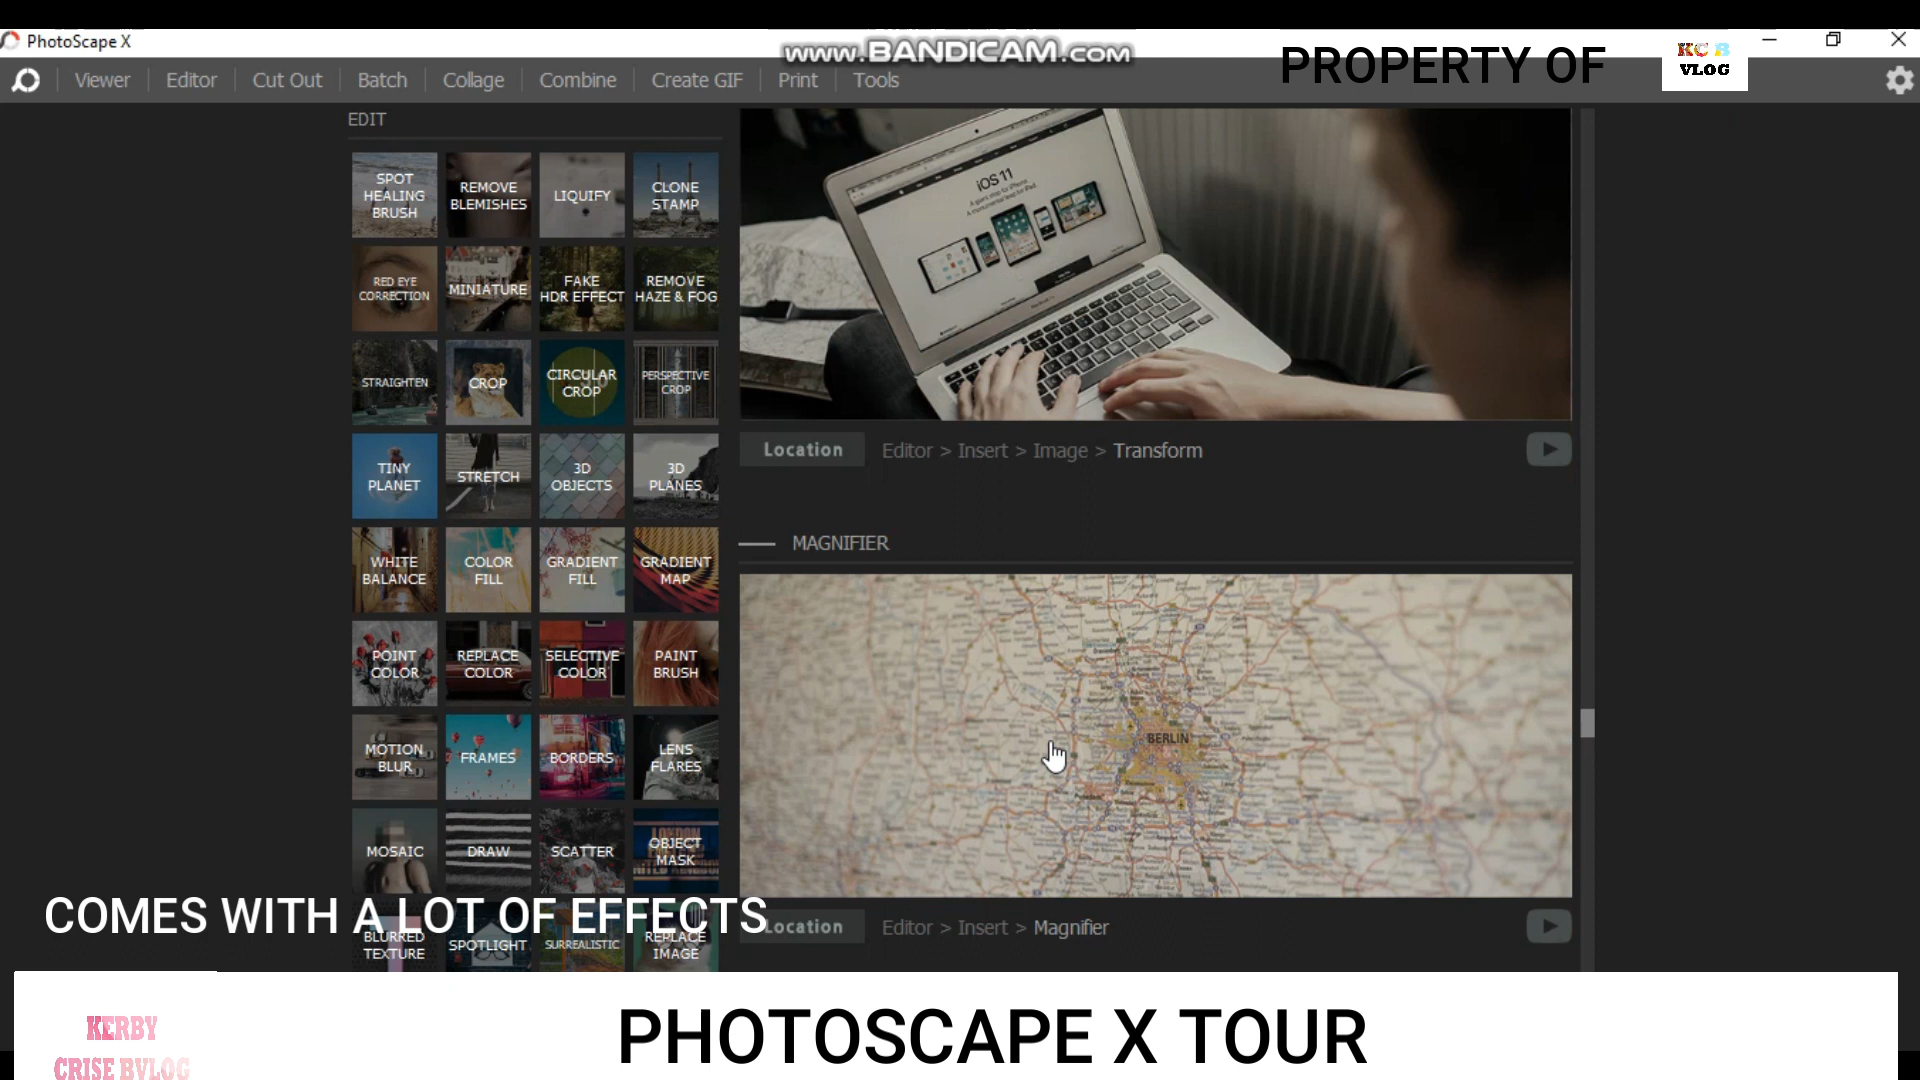 PhotoScape X
www.BANDICAM.com
PROPERTY OF
KC B
VLOG
Viewer
Editor
Cut Out
Batch
Collage
Combine
Create GIF
Print
Tools
EDIT
SPOT
HEALING
BRUSH
REMOVE
BLEMISHES
LIQUIFY
CLONE
STAMP
RED EYE
CORRECTION
MINIATURE
FAKE
HDR EFFECT
REMOVE
HAZE & FOG
STRAIGHTEN
CROP
CIRCULAR
CROP
PERSPECTIVE
CROP
TINY
PLANET
STRETCH
3D
OBJECTS
3D
PLANES
WHITE
BALANCE
COLOR
FILL
GRADIENT
FILL
GRADIENT
MAP
POINT
COLOR
REPLACE
COLOR
SELECTIVE
COLOR
PAINT
BRUSH
MOTION
BLUR
FRAMES
BORDERS
LENS
FLARES
MOSAIC
DRAW
SCATTER
OBJECT
MASK
BLURRED
TEXTURE
SPOTLIGHT
SURREALISTIC
REPLACE
IMAGE
iOS 11
Location
Editor > Insert > Image > Transform
MAGNIFIER
BERLIN
Location
Editor > Insert > Magnifier
COMES WITH A LOT OF EFFECTS
KERBY
CRISE BVLOG
PHOTOSCAPE X TOUR